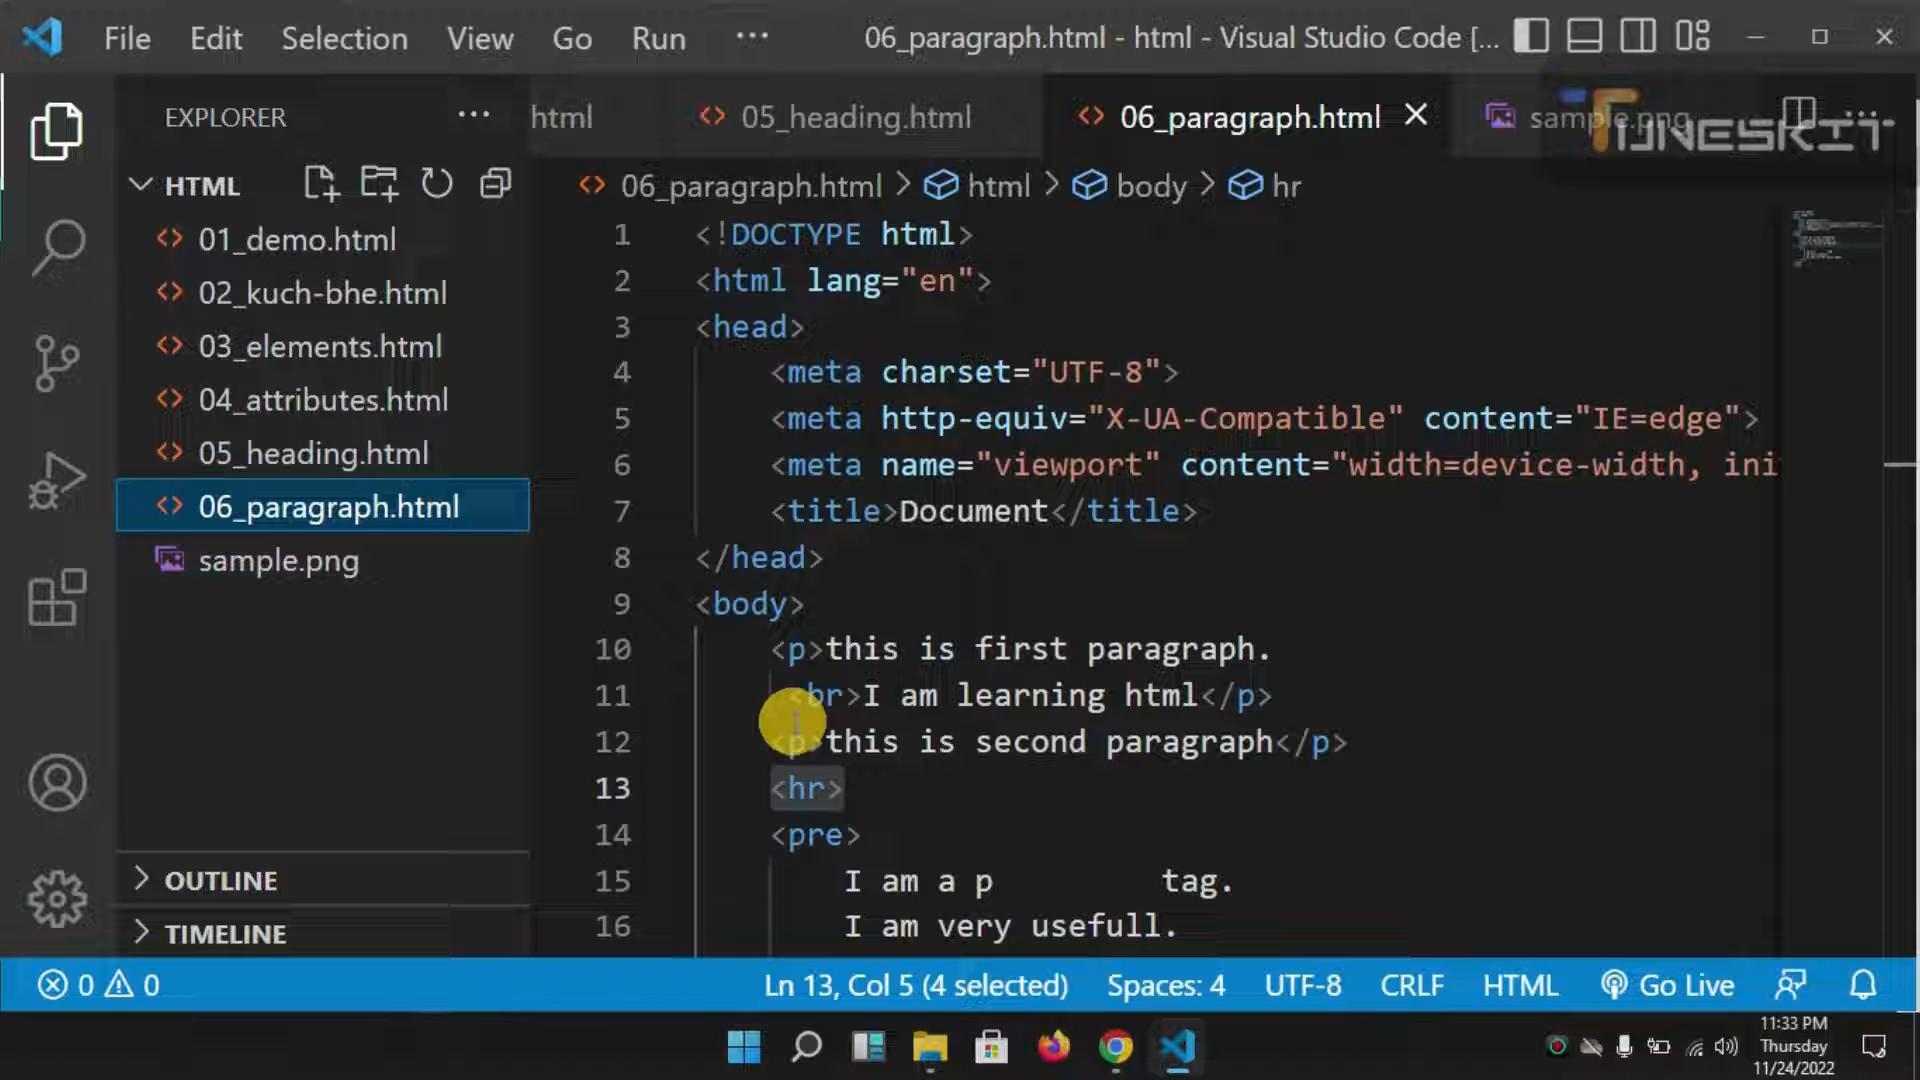 File Edit Selection View Go Run ··· 06_paragraph.html - html - Visual Studio Code [...
EXPLORER ···
html 05_heading.html 06_paragraph.html sample.png
TUNESKIT
HTML
06_paragraph.html > html > body > hr
01_demo.html
02_kuch-bhe.html
03_elements.html
04_attributes.html
05_heading.html
06_paragraph.html
sample.png
OUTLINE
TIMELINE
1 <!DOCTYPE html>
2 <html lang="en">
3 <head>
4 <meta charset="UTF-8">
5 <meta http-equiv="X-UA-Compatible" content="IE=edge">
6 <meta name="viewport" content="width=device-width, ini
7 <title>Document</title>
8 </head>
9 <body>
10 <p>this is first paragraph.
11 <br>I am learning html</p>
12 <p>this is second paragraph</p>
13 <hr>
14 <pre>
15 I am a p         tag.
16 I am very usefull.
0 0 Ln 13, Col 5 (4 selected) Spaces: 4 UTF-8 CRLF HTML Go Live
11:33 PM
Thursday
11/24/2022